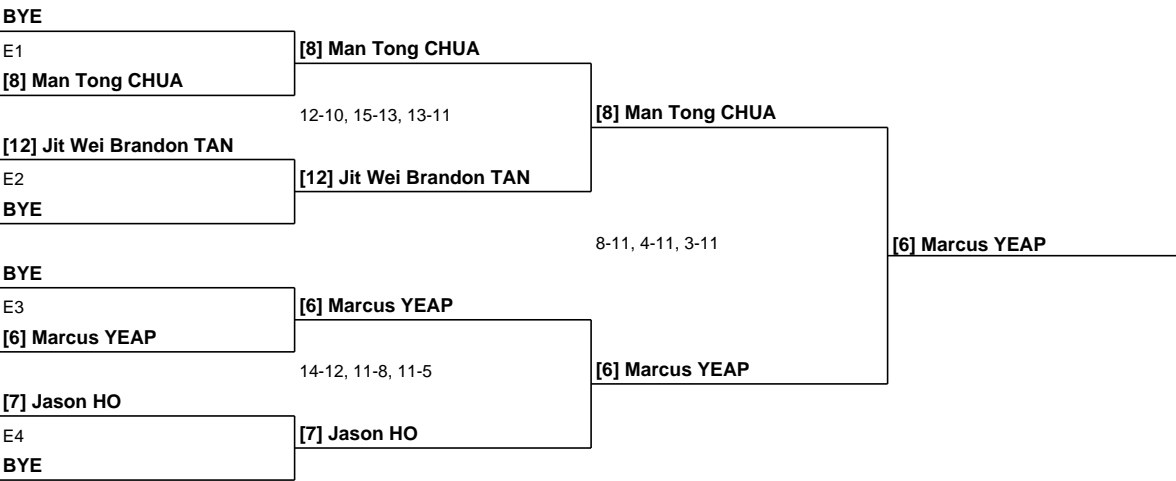 BYE
E1
[8] Man Tong CHUA
[8] Man Tong CHUA
12-10, 15-13, 13-11
[8] Man Tong CHUA
[12] Jit Wei Brandon TAN
E2
[12] Jit Wei Brandon TAN
BYE
8-11, 4-11, 3-11
[6] Marcus YEAP
BYE
E3
[6] Marcus YEAP
[6] Marcus YEAP
14-12, 11-8, 11-5
[6] Marcus YEAP
[7] Jason HO
E4
[7] Jason HO
BYE